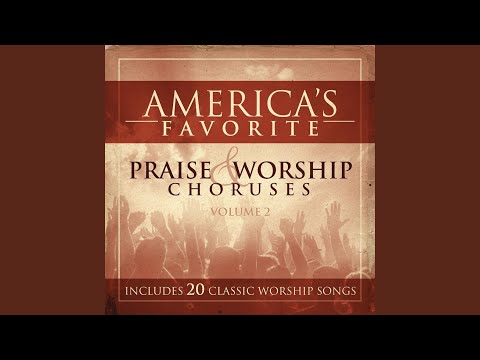 AMERICA'S
FAVORITE
PRAISE & WORSHIP
CHORUSES
VOLUME 2
INCLUDES 20 CLASSIC WORSHIP SONGS